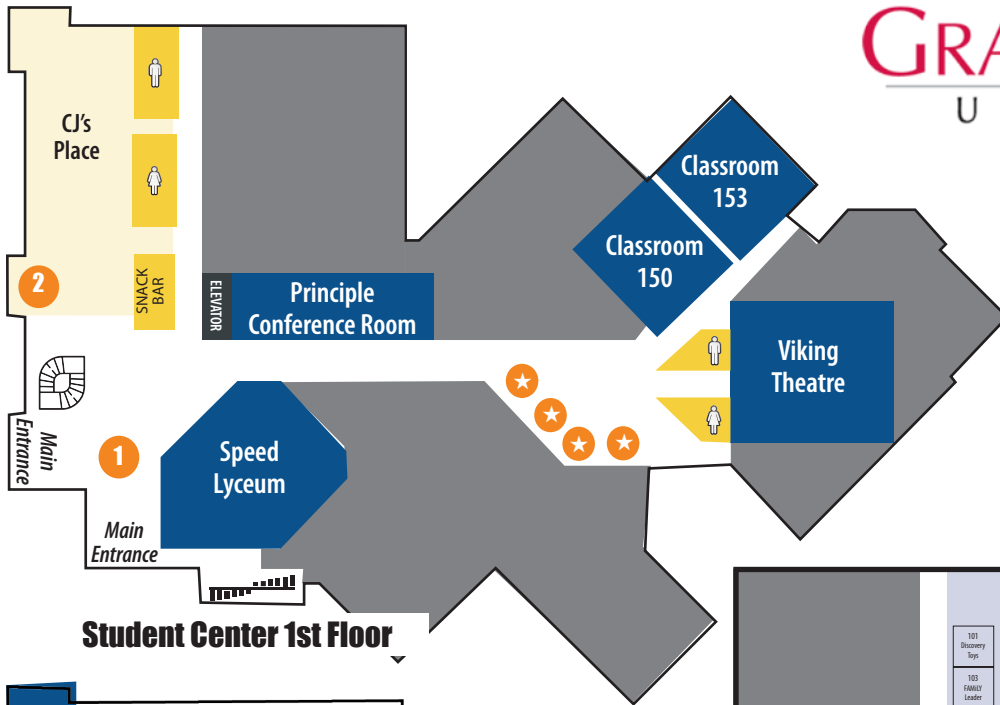 GRA
U
CJ's
Place
Classroom
153
Classroom
150
2
SNACK
BAR
ELEVATOR
Principle
Conference Room
Viking
Theatre
Main
Entrance
1
Speed
Lyceum
Main
Entrance
Student Center 1st Floor
101
Discovery
Toys
103
FAMiLY
Leader